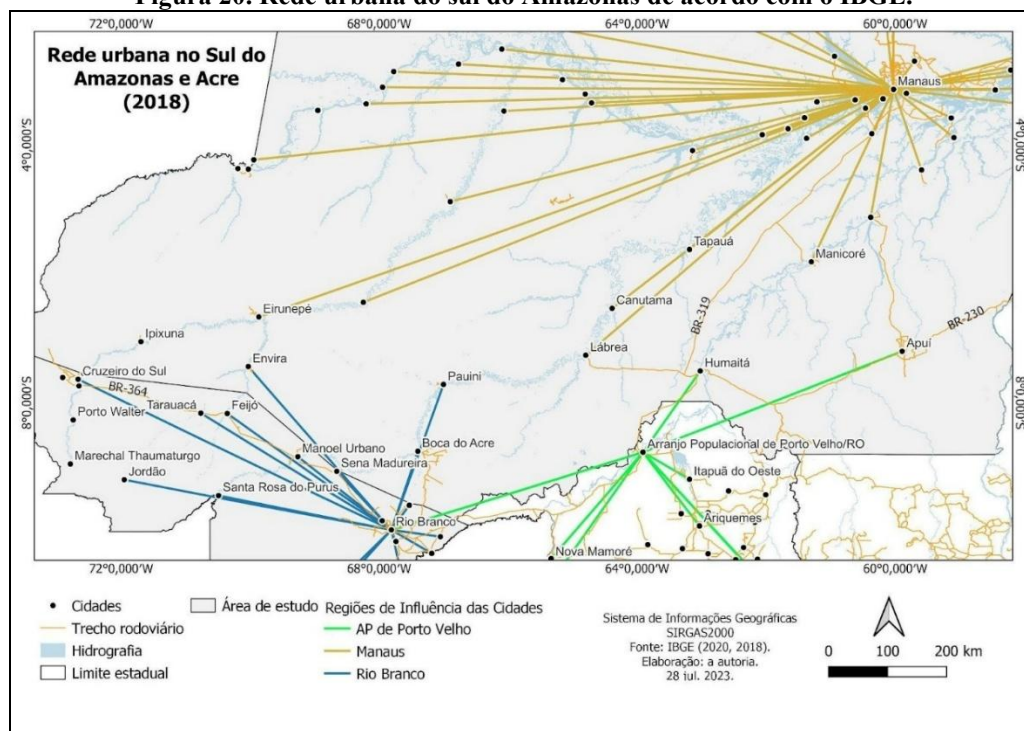 Figura 20: Rede urbana do sul do Amazonas de acordo com o IBGE.
72°0,000'W
68°0,000'W
64°0,000'W
60°0,000'W
Rede urbana no Sul do
Amazonas e Acre
(2018)
Manaus
4°0,000'S
4°0,000'S
Tapauá
Manicoré
Canutama
BR-319
Eirunepé
BR-230
Ipixuna
Apuí
Lábrea
Envira
Humaitá
Cruzeiro do Sul
Pauini
BR-364
8°0,000'S
8°0,000'S
Porto Walter
Tarauacá
Feijó
Boca do Acre
Arranjo Populacional de Porto Velho/RO
Marechal Thaumaturgo
Manoel Urbano
Sena Madureira
Jordão
Itapuã do Oeste
Santa Rosa do Purus
Rio Branco
Ariquemes
Nova Mamoré
72°0,000'W
68°0,000'W
64°0,000'W
60°0,000'W
Cidades
Trecho rodoviário
Hidrografia
Limite estadual
Área de estudo
Regiões de Influência das Cidades
AP de Porto Velho
Manaus
Rio Branco
Sistema de Informações Geográficas
SIRGAS2000
Fonte: IBGE (2020, 2018).
Elaboração: a autoria.
28 jul. 2023.
0 100 200 km